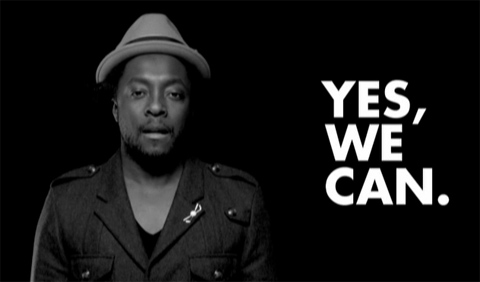 YES,
WE
CAN.